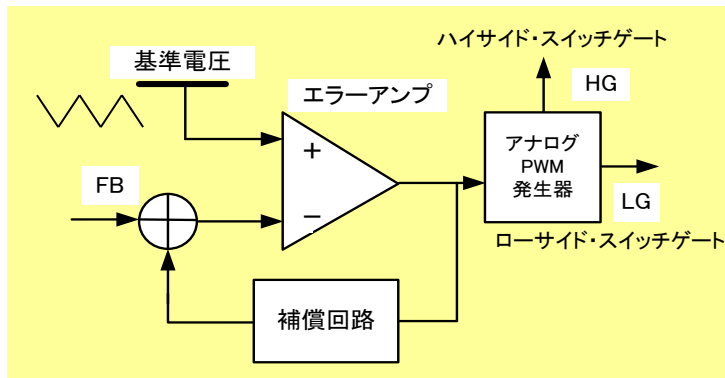 ハイサイド・スイッチゲート
基準電圧
エラーアンプ
HG
+
アナログ
PWM
発生器
FB
−
LG
ローサイド・スイッチゲート
補償回路